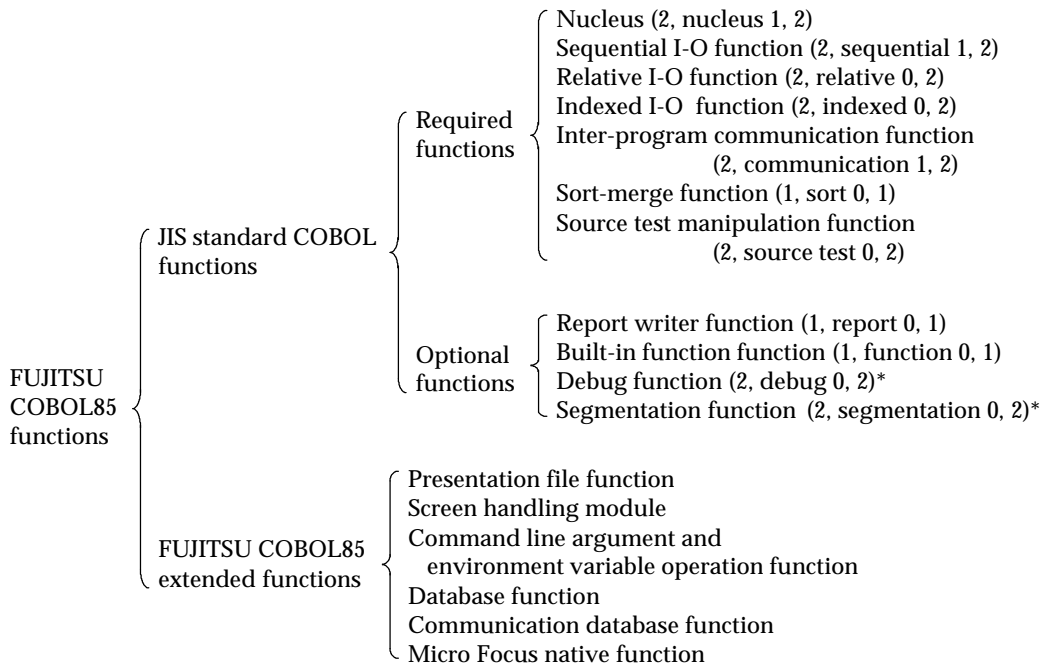 FUJITSU
COBOL85
functions
JIS standard COBOL
functions
Required
functions
Nucleus (2, nucleus 1, 2)
Sequential I-O function (2, sequential 1, 2)
Relative I-O function (2, relative 0, 2)
Indexed I-O function (2, indexed 0, 2)
Inter-program communication function
(2, communication 1, 2)
Sort-merge function (1, sort 0, 1)
Source test manipulation function
(2, source test 0, 2)
Optional
functions
Report writer function (1, report 0, 1)
Built-in function function (1, function 0, 1)
Debug function (2, debug 0, 2)*
Segmentation function (2, segmentation 0, 2)*
FUJITSU COBOL85
extended functions
Presentation file function
Screen handling module
Command line argument and
environment variable operation function
Database function
Communication database function
Micro Focus native function